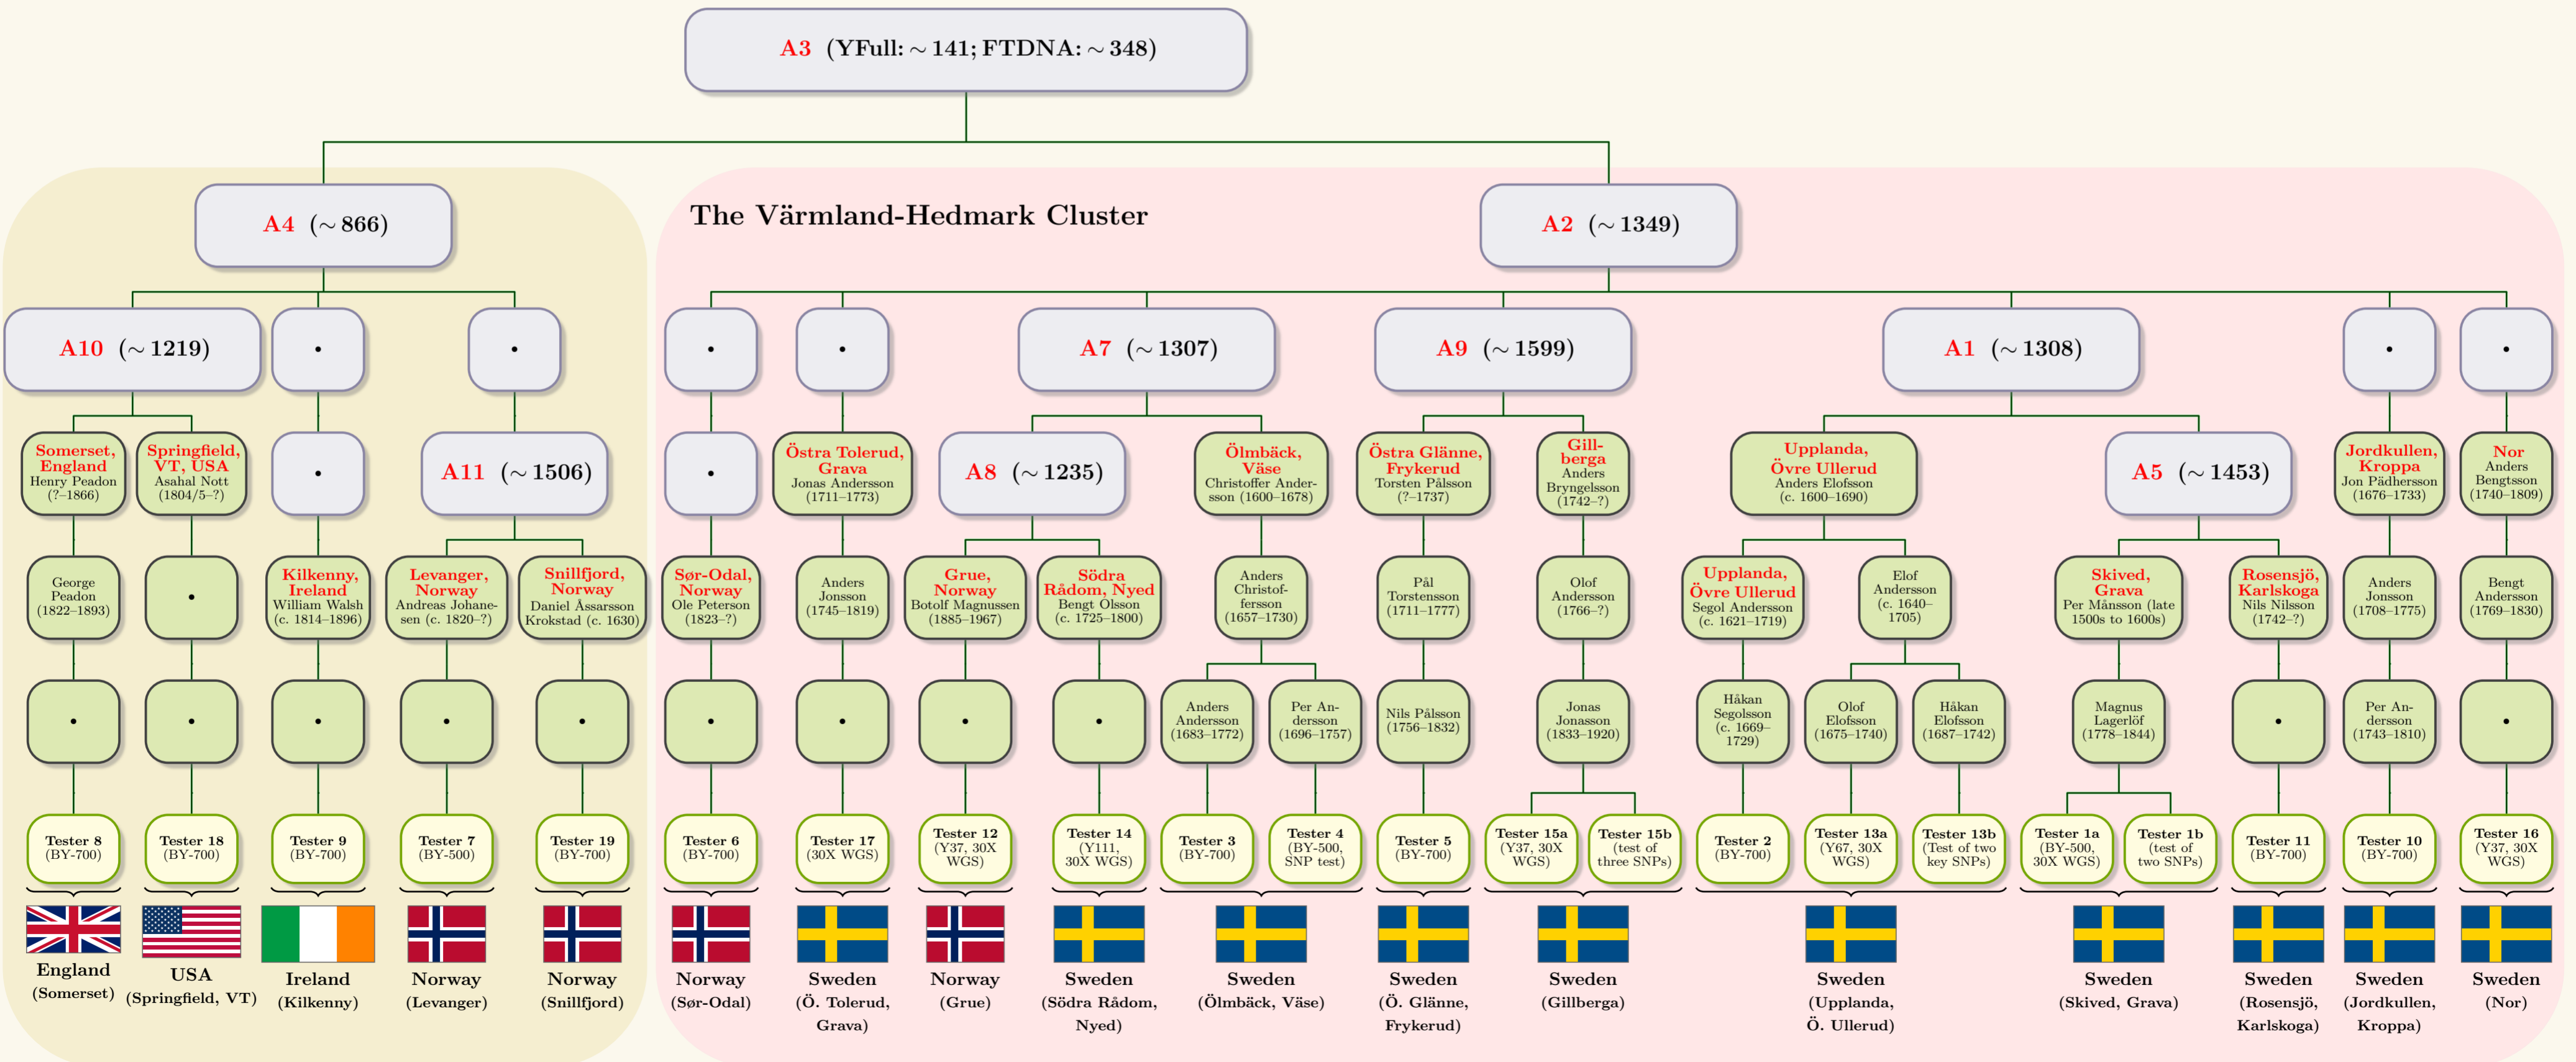 A3 (YFull: ~ 141; FTDNA: ~ 348)
The Värmland-Hedmark Cluster
A4 (~ 866)
A2 (~ 1349)
A10 (~ 1219)
•
•
•
•
A7 (~ 1307)
A9 (~ 1599)
A1 (~ 1308)
•
•
Somerset,
England
Henry Peadon
(?–1866)
Springfield,
VT, USA
Asahal Nott
(1804/5–?)
•
A11 (~ 1506)
•
Östra Tolerud,
Grava
Jonas Andersson
(1711–1773)
A8 (~ 1235)
Ölmbäck,
Väse
Christoffer Ander-
sson (1600–1678)
Östra Glänne,
Frykerud
Torsten Pålsson
(?–1737)
Gill-
berga
Anders
Bryngelsson
(1742–?)
Upplanda,
Övre Ullerud
Anders Elofsson
(c. 1600–1690)
A5 (~ 1453)
Jordkullen,
Kroppa
Jon Pädhersson
(1676–1733)
Nor
Anders
Bengtsson
(1740–1809)
George
Peadon
(1822–1893)
•
Kilkenny,
Ireland
William Walsh
(c. 1814–1896)
Levanger,
Norway
Andreas Johane-
sen (c. 1820–?)
Snillfjord,
Norway
Daniel Åssarsson
Krokstad (c. 1630)
Sør-Odal,
Norway
Ole Peterson
(1823–?)
Anders
Jonsson
(1745–1819)
Grue,
Norway
Botolf Magnussen
(1885–1967)
Södra
Rådom, Nyed
Bengt Olsson
(c. 1725–1800)
Anders
Christof-
fersson
(1657–1730)
Pål
Torstensson
(1711–1777)
Olof
Andersson
(1766–?)
Upplanda,
Övre Ullerud
Segol Andersson
(c. 1621–1719)
Elof
Andersson
(c. 1640–
1705)
Skived,
Grava
Per Månsson (late
1500s to 1600s)
Rosensjö,
Karlskoga
Nils Nilsson
(1742–?)
Anders
Jonsson
(1708–1775)
Bengt
Andersson
(1769–1830)
•
•
•
•
•
•
•
•
•
Anders
Andersson
(1683–1772)
Per An-
dersson
(1696–1757)
Nils Pålsson
(1756–1832)
Jonas
Jonasson
(1833–1920)
Håkan
Segolsson
(c. 1669–
1729)
Olof
Elofsson
(1675–1740)
Håkan
Elofsson
(1687–1742)
Magnus
Lagerlöf
(1778–1844)
•
Per An-
dersson
(1743–1810)
•
Tester 8
(BY-700)
Tester 18
(BY-700)
Tester 9
(BY-700)
Tester 7
(BY-500)
Tester 19
(BY-700)
Tester 6
(BY-700)
Tester 17
(30X WGS)
Tester 12
(Y37, 30X
WGS)
Tester 14
(Y111,
30X WGS)
Tester 3
(BY-700)
Tester 4
(BY-500,
SNP test)
Tester 5
(BY-700)
Tester 15a
(Y37, 30X
WGS)
Tester 15b
(test of
three SNPs)
Tester 2
(BY-700)
Tester 13a
(Y67, 30X
WGS)
Tester 13b
(Test of two
key SNPs)
Tester 1a
(BY-500,
30X WGS)
Tester 1b
(test of
two SNPs)
Tester 11
(BY-700)
Tester 10
(BY-700)
Tester 16
(Y37, 30X
WGS)
England
(Somerset)
USA
(Springfield, VT)
Ireland
(Kilkenny)
Norway
(Levanger)
Norway
(Snillfjord)
Norway
(Sør-Odal)
Sweden
(Ö. Tolerud,
Grava)
Norway
(Grue)
Sweden
(Södra Rådom,
Nyed)
Sweden
(Ölmbäck, Väse)
Sweden
(Ö. Glänne,
Frykerud)
Sweden
(Gillberga)
Sweden
(Upplanda,
Ö. Ullerud)
Sweden
(Skived, Grava)
Sweden
(Rosensjö,
Karlskoga)
Sweden
(Jordkullen,
Kroppa)
Sweden
(Nor)